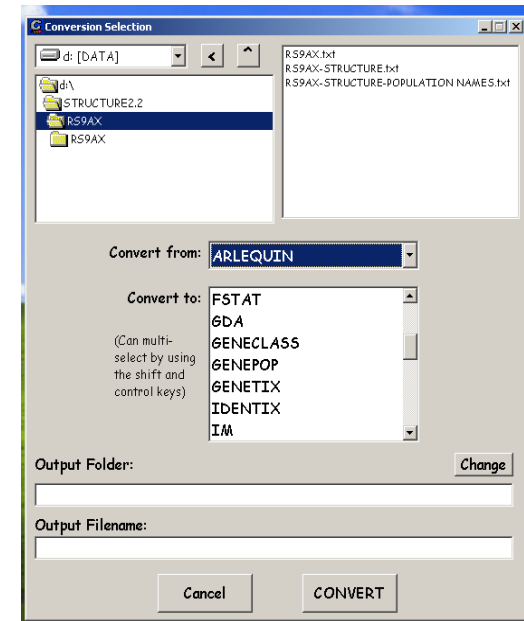 Conversion Selection
d: [DATA]
< ^
d:\
STRUCTURE2.2
RS9AX
RS9AX
RS9AX.txt
RS9AX-STRUCTURE.txt
RS9AX-STRUCTURE-POPULATION NAMES.txt
Convert from: ARLEQUIN
Convert to:
(Can multi-
select by using
the shift and
control keys)
FSTAT
GDA
GENECLASS
GENEPOP
GENETIX
IDENTIX
IM
Output Folder:
Change
Output Filename:
Cancel CONVERT